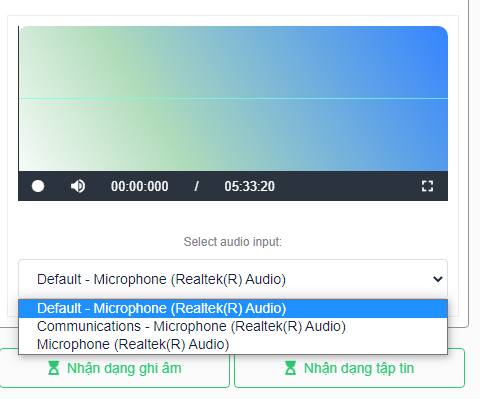 00:00:000 / 05:33:20
Select audio input:
Default - Microphone (Realtek(R) Audio)
Default - Microphone (Realtek(R) Audio)
Communications - Microphone (Realtek(R) Audio)
Microphone (Realtek(R) Audio)
Nhận dạng ghi âm
Nhận dạng tập tin